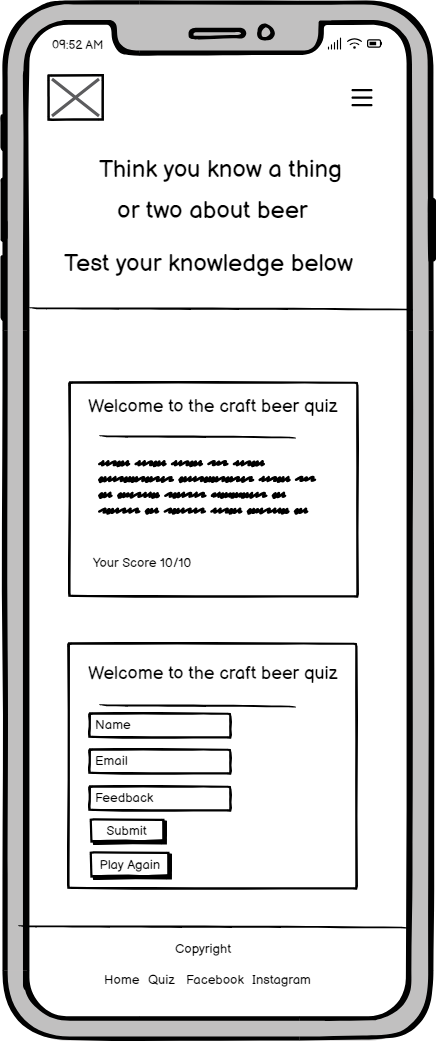 09:52 AM
Think you know a thing
or two about beer
Test your knowledge below
Welcome to the craft beer quiz
Your Score 10/10
Welcome to the craft beer quiz
Name
Email
Feedback
Submit
Play Again
Copyright
Home Quiz Facebook Instagram